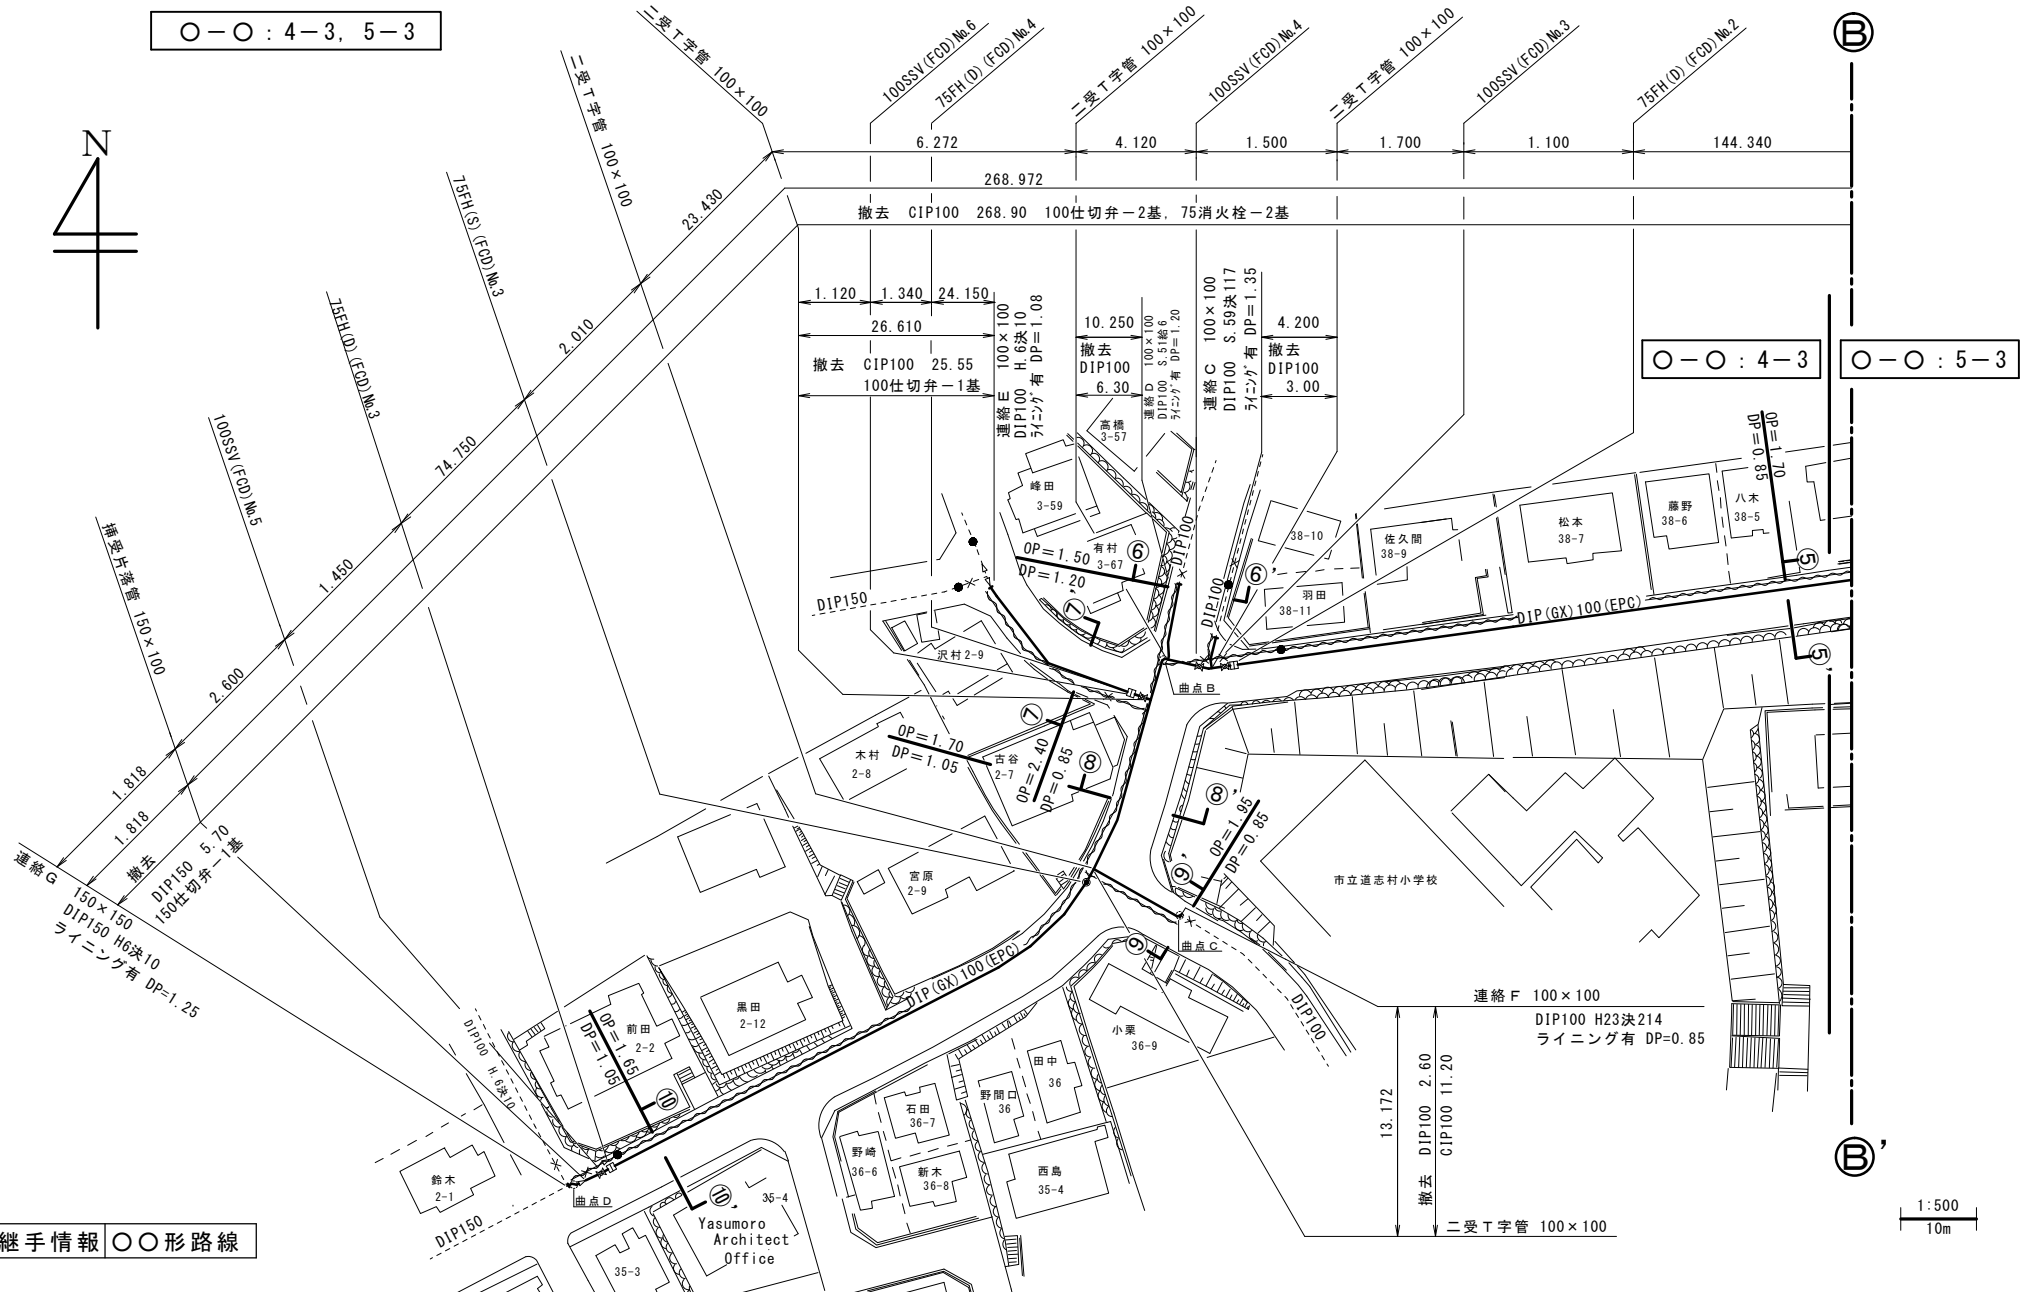 ○－○：4－3, 5－3
N
二受Ｔ字管 100×100
二受Ｔ字管 100×100
100SSV(FCD)№6
75FH(D)(FCD)№4
二受Ｔ字管 100×100
100SSV(FCD)№4
二受Ｔ字管 100×100
100SSV(FCD)№3
75FH(D)(FCD)№2
B
6.272
4.120
1.500
1.700
1.100
144.340
268.972
撤去 CIP100 268.90 100仕切弁－2基, 75消火栓－2基
75FH(S)(FCD)№3
75FH(D)(FCD)№3
100SSV(FCD)№5
挿受片落管 150×100
23.430
2.010
74.750
1.450
2.600
1.818
1.818
撤去
DIP150 5.70
150仕切弁－1基
連絡Ｇ 150×150
DIP150 H6決10
ライニング有 DP=1.25
1.120
1.340
24.150
26.610
撤去 CIP100 25.55
100仕切弁－1基
連絡Ｅ 100×100
DIP100 H.6決10
ﾗｲﾆﾝｸﾞ有 DP＝1.08
10.250
撤去
DIP100
6.30
連絡Ｄ 100×100
DIP100 S.51給6
ﾗｲﾆﾝｸﾞ有 DP＝1.20
連絡Ｃ 100×100
DIP100 S.59決117
ﾗｲﾆﾝｸﾞ有 DP＝1.35
4.200
撤去
DIP100
3.00
○－○：4－3
○－○：5－3
OP＝1.70
DP＝0.85
高橋
3-57
峰田
3-59
有村
3-67
OP＝1.50
DP＝1.20
⑥
⑥'
⑦'
DIP100
DIP100
DIP150
38-10
羽田
38-11
佐久間
38-9
松本
38-7
藤野
38-6
八木
38-5
⑤
⑤'
DIP(GX)100(EPC)
沢村2-9
曲点Ｂ
⑦
OP＝1.70
DP＝1.05
OP＝2.40
DP＝0.85
木村
2-8
古谷
2-7
⑧
⑧'
OP＝1.95
DP＝0.85
⑨'
宮原
2-9
市立道志村小学校
曲点Ｃ
⑨
DIP(GX)100(EPC)
DIP100
黒田
2-12
前田
2-2
OP＝1.65
DP＝1.05
⑩
DIP100 H.6決10
小栗
36-9
連絡Ｆ 100×100
DIP100 H23決214
ライニング有 DP=0.85
13.172
撤去 DIP100 2.60
CIP100 11.20
二受Ｔ字管 100×100
田中
36
野間口
36
石田
36-7
野崎
36-6
新木
36-8
西島
35-4
鈴木
2-1
曲点Ｄ
DIP150
⑩'
35-4
Yasumoro
Architect
Office
35-3
B'
1:500
10m
継手情報 ○○形路線